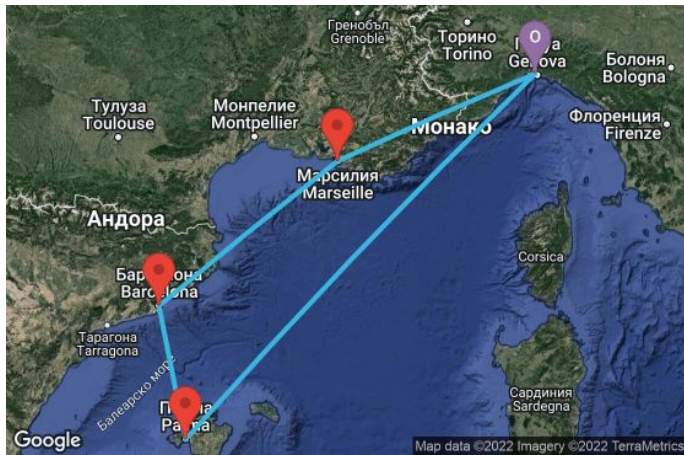 Гренобъл
Grenoble
Торино
Torino
O
Genova
Болоня
Bologna
Тулуза
Toulouse
Монпелие
Montpellier
Монако
Флоренция
Firenze
Марсилия
Marseille
Андора
Corsica
Barcelona
Тарагона
Tarragona
Балеарско море
Сардиния
Sardegna
Google
Map data ©2022 Imagery ©2022 TerraMetrics